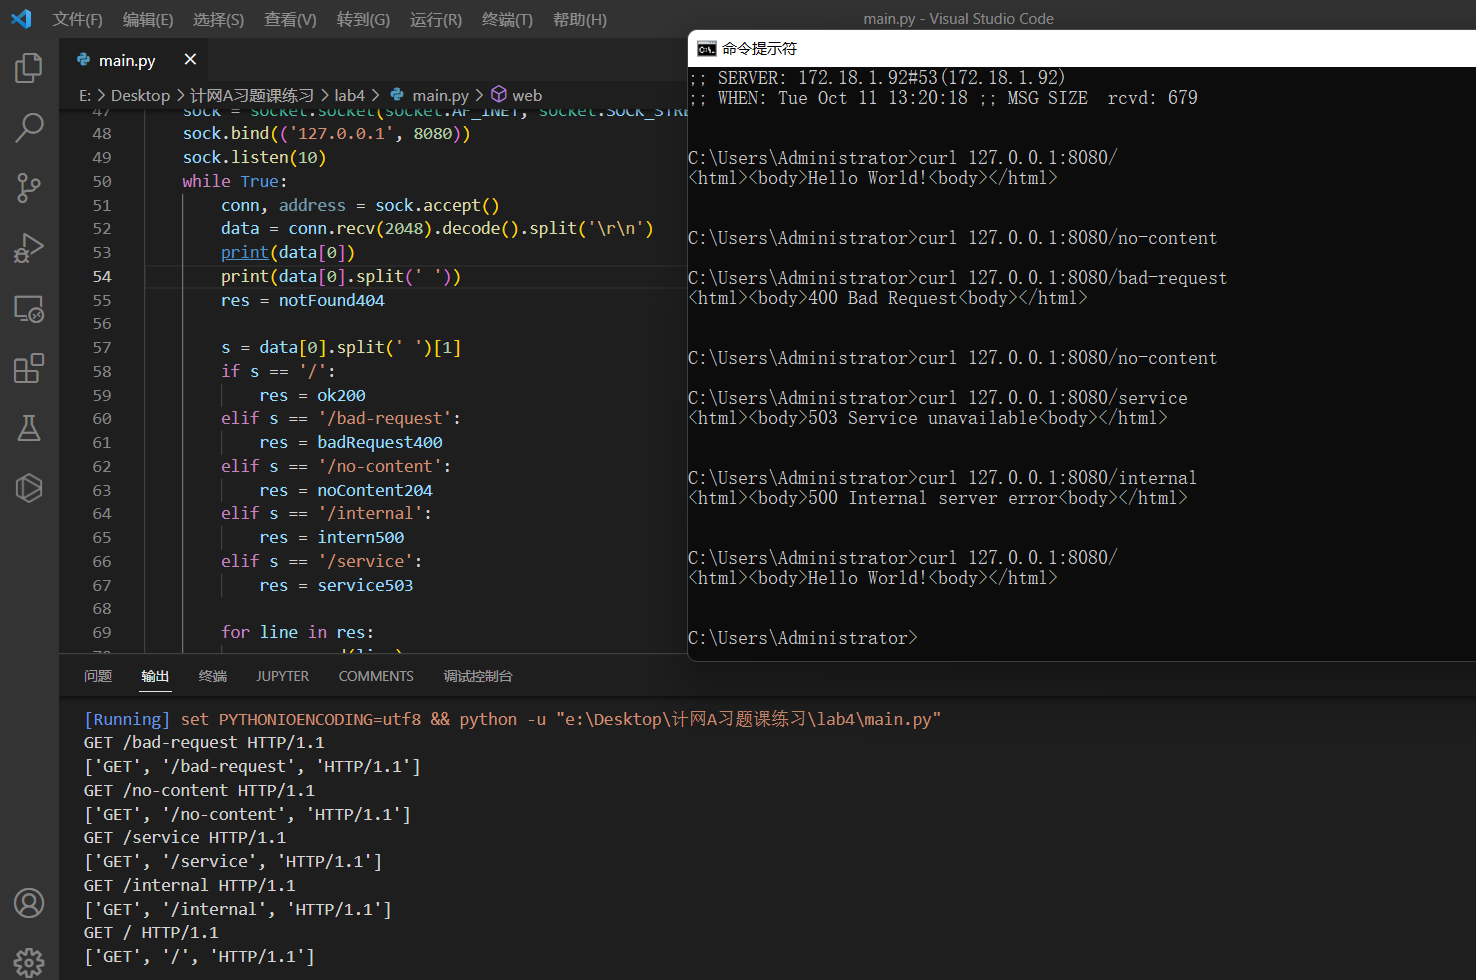 文件(F) 编辑(E) 选择(S) 查看(V) 转到(G) 运行(R) 终端(T) 帮助(H) main.py - Visual Studio Code
main.py ×
E: > Desktop > 计网A习题课练习 > lab4 > main.py > web
47 sock = socket.socket(socket.AF_INET, socket.SOCK_STRE
48 sock.bind(('127.0.0.1', 8080))
49 sock.listen(10)
50 while True:
51 conn, address = sock.accept()
52 data = conn.recv(2048).decode().split('\r\n')
53 print(data[0])
54 print(data[0].split(' '))
55 res = notFound404
56
57 s = data[0].split(' ')[1]
58 if s == '/':
59 res = ok200
60 elif s == '/bad-request':
61 res = badRequest400
62 elif s == '/no-content':
63 res = noContent204
64 elif s == '/internal':
65 res = intern500
66 elif s == '/service':
67 res = service503
68
69 for line in res:
命令提示符
;; SERVER: 172.18.1.92#53(172.18.1.92)
;; WHEN: Tue Oct 11 13:20:18 ;; MSG SIZE  rcvd: 679
C:\Users\Administrator>curl 127.0.0.1:8080/
<html><body>Hello World!<body></html>
C:\Users\Administrator>curl 127.0.0.1:8080/no-content
C:\Users\Administrator>curl 127.0.0.1:8080/bad-request
<html><body>400 Bad Request<body></html>
C:\Users\Administrator>curl 127.0.0.1:8080/no-content
C:\Users\Administrator>curl 127.0.0.1:8080/service
<html><body>503 Service unavailable<body></html>
C:\Users\Administrator>curl 127.0.0.1:8080/internal
<html><body>500 Internal server error<body></html>
C:\Users\Administrator>curl 127.0.0.1:8080/
<html><body>Hello World!<body></html>
C:\Users\Administrator>
问题 输出 终端 JUPYTER COMMENTS 调试控制台
[Running] set PYTHONIOENCODING=utf8 && python -u "e:\Desktop\计网A习题课练习\lab4\main.py"
GET /bad-request HTTP/1.1
['GET', '/bad-request', 'HTTP/1.1']
GET /no-content HTTP/1.1
['GET', '/no-content', 'HTTP/1.1']
GET /service HTTP/1.1
['GET', '/service', 'HTTP/1.1']
GET /internal HTTP/1.1
['GET', '/internal', 'HTTP/1.1']
GET / HTTP/1.1
['GET', '/', 'HTTP/1.1']